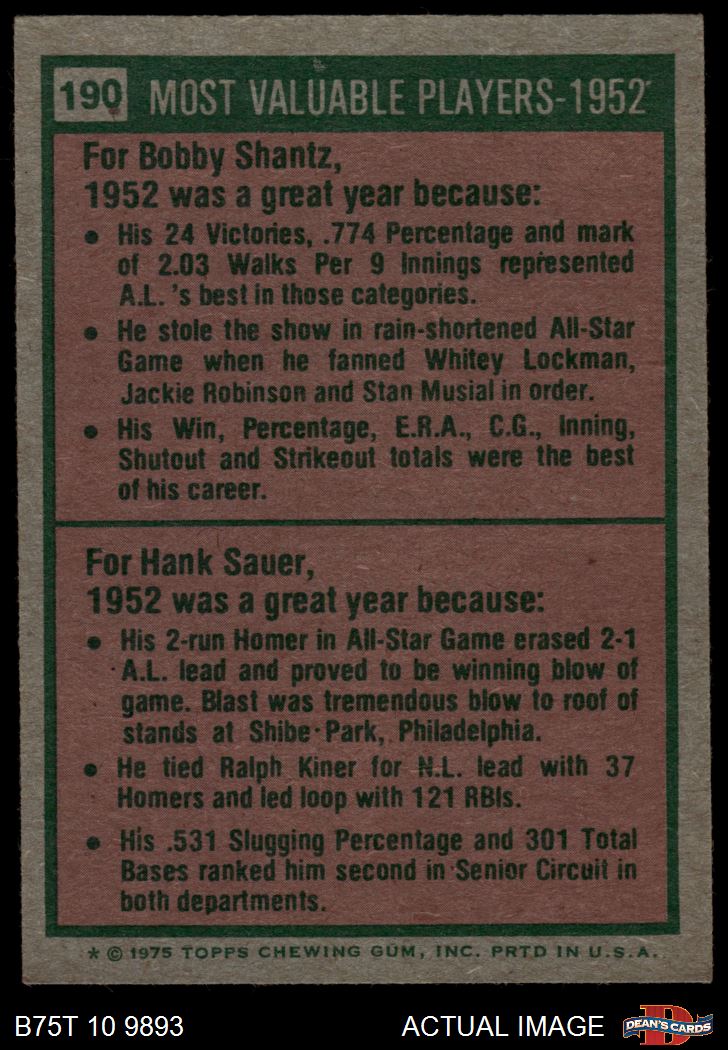 190 MOST VALUABLE PLAYERS-1952
For Bobby Shantz,
1952 was a great year because:
• His 24 Victories, .774 Percentage and mark
of 2.03 Walks Per 9 Innings represented
A.L. 's best in those categories.
• He stole the show in rain-shortened All-Star
Game when he fanned Whitey Lockman,
Jackie Robinson and Stan Musial in order.
• His Win, Percentage, E.R.A., C.G., Inning,
Shutout and Strikeout totals were the best
of his career.
For Hank Sauer,
1952 was a great year because:
• His 2-run Homer in All-Star Game erased 2-1
A.L. lead and proved to be winning blow of
game. Blast was tremendous blow to roof of
stands at Shibe Park, Philadelphia.
• He tied Ralph Kiner for N.L. lead with 37
Homers and led loop with 121 RBIs.
• His .531 Slugging Percentage and 301 Total
Bases ranked him second in Senior Circuit in
both departments.
* © 1975 TOPPS CHEWING GUM, INC. PRTD IN U.S.A.
B75T 10 9893 ACTUAL IMAGE D DEAN'S CARDS